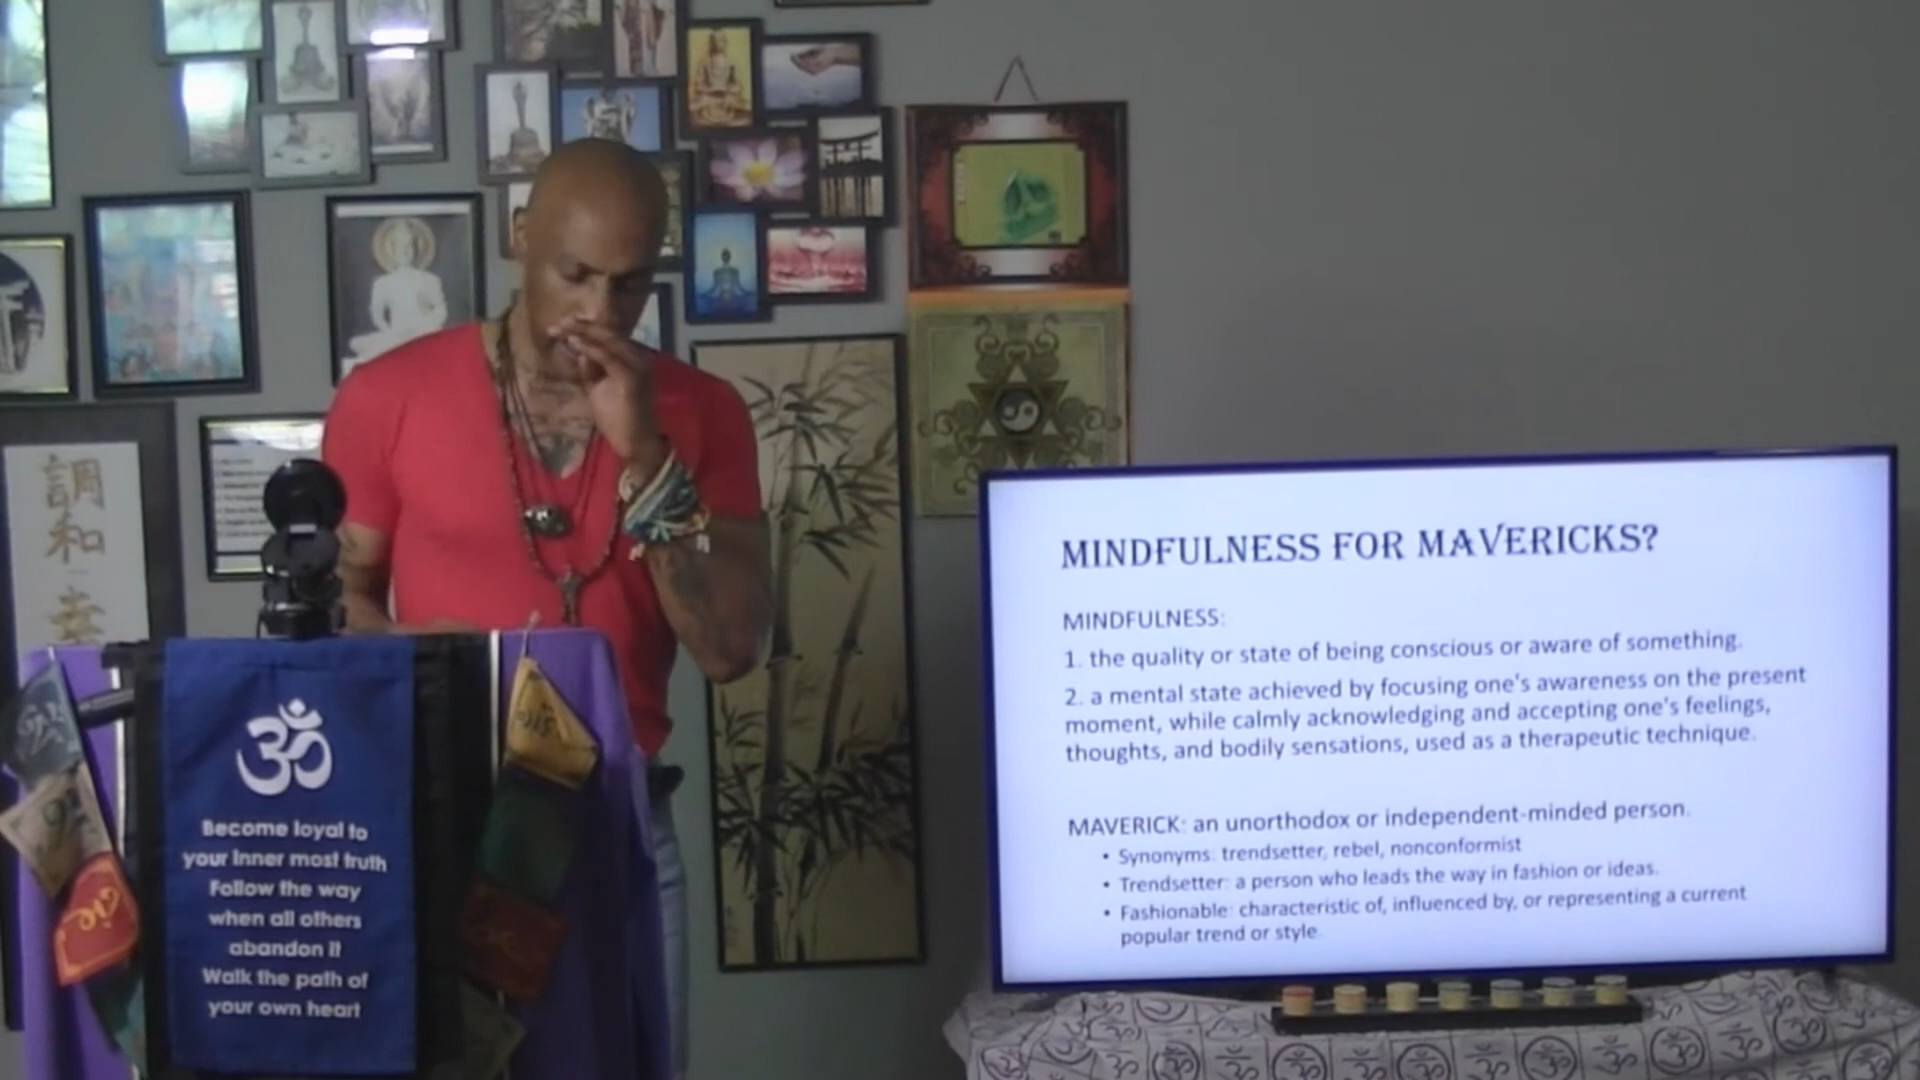 調
和
幸
Become loyal to
your inner most truth
Follow the way
when all others
abandon it
Walk the path of
your own heart
ॐ
MINDFULNESS FOR MAVERICKS?
MINDFULNESS:
1. the quality or state of being conscious or aware of something.
2. a mental state achieved by focusing one's awareness on the present
moment, while calmly acknowledging and accepting one's feelings,
thoughts, and bodily sensations, used as a therapeutic technique.
MAVERICK: an unorthodox or independent-minded person.
• Synonyms: trendsetter, rebel, nonconformist
• Trendsetter: a person who leads the way in fashion or ideas.
• Fashionable: characteristic of, influenced by, or representing a current
popular trend or style.